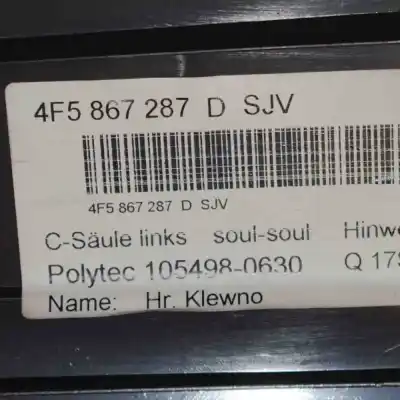 4F5 867 287 D SJV
4F5 867 287 D SJV
C-Säule links soul-soul
Polytec 105498-0630 Q
Name: Hr. Klewno